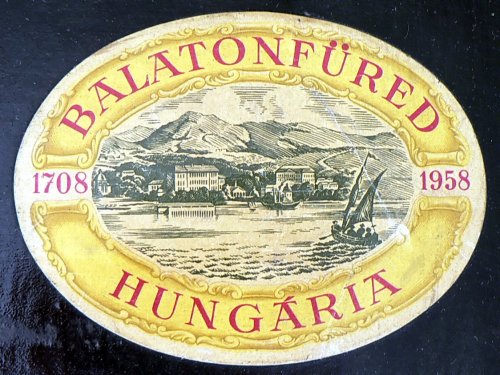 BALATONFÜRED
1708 1958
HUNGÁRIA